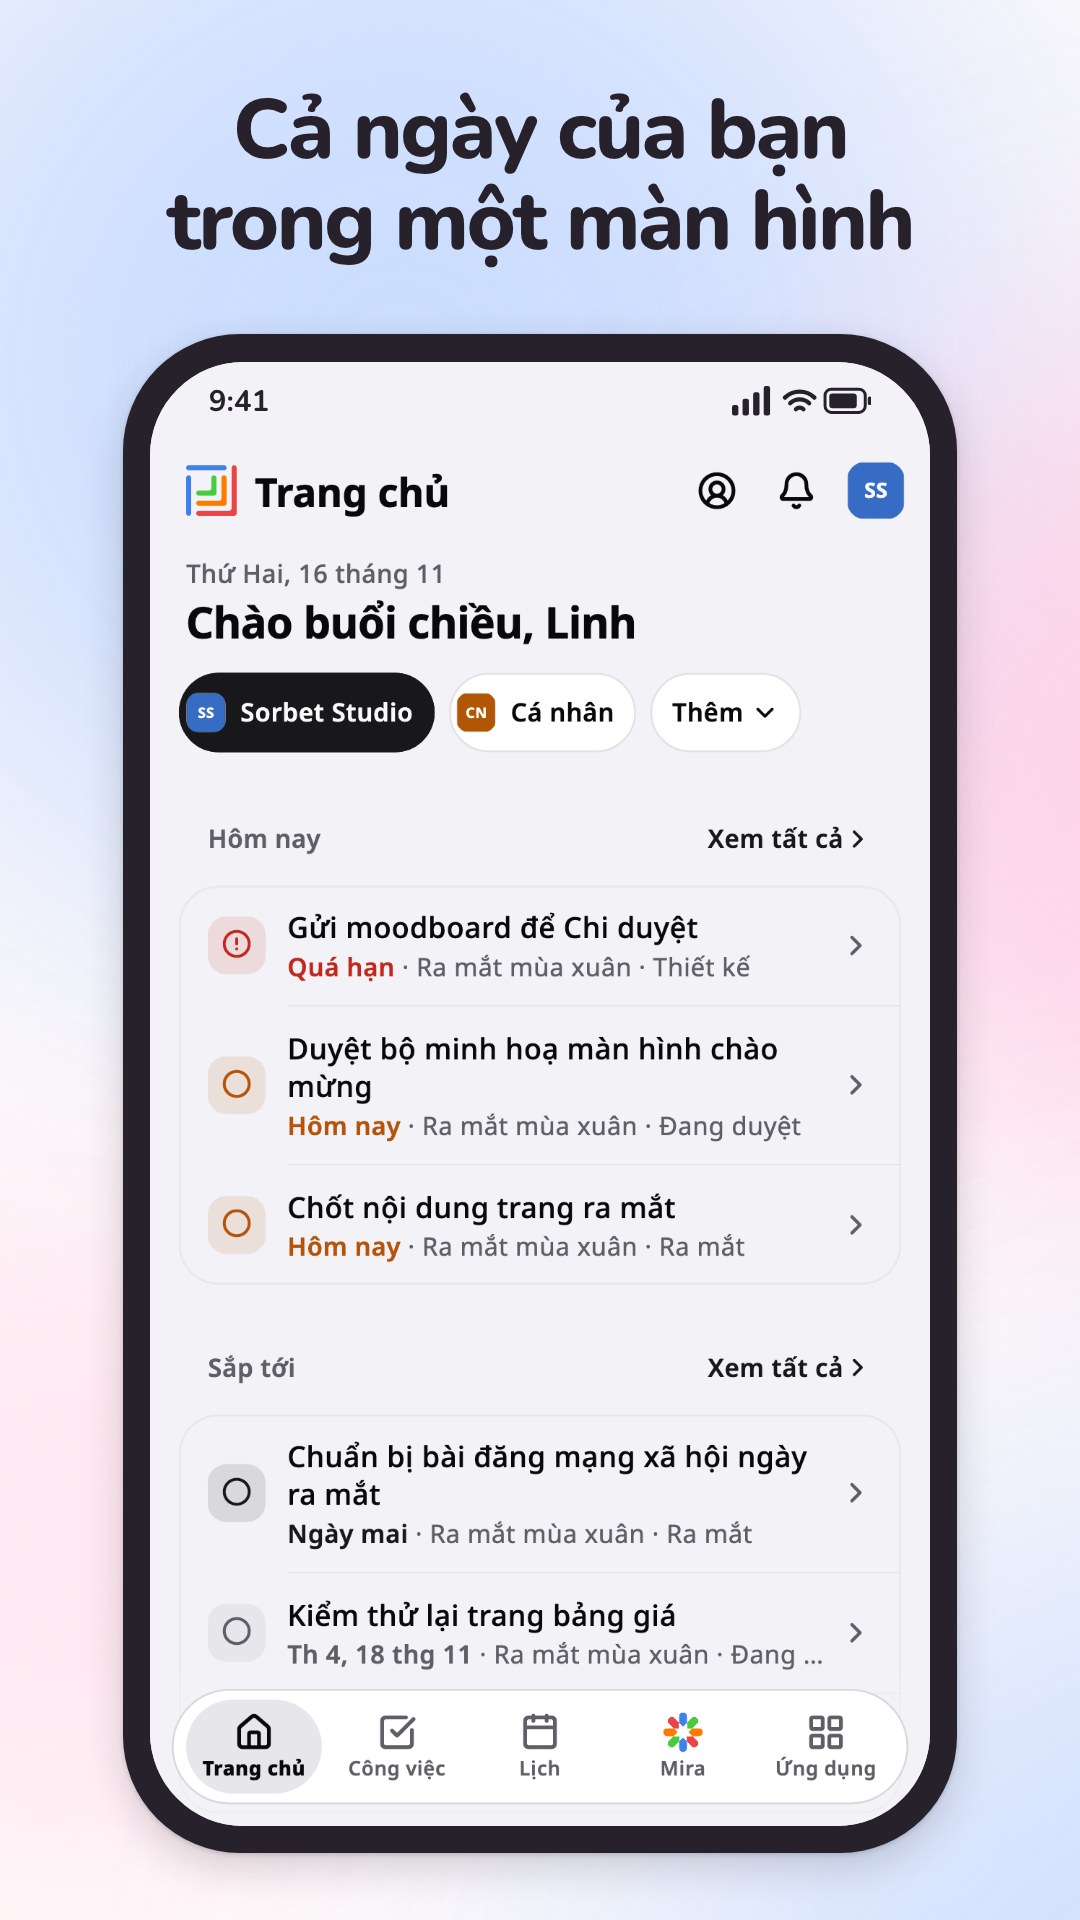 Cả ngày của bạn
trong một màn hình
9:41
Trang chủ
SS
Thứ Hai, 16 tháng 11
Chào buổi chiều, Linh
SS Sorbet Studio
CN Cá nhân
Thêm
Hôm nay
Xem tất cả
Gửi moodboard để Chi duyệt
Quá hạn · Ra mắt mùa xuân · Thiết kế
Duyệt bộ minh hoạ màn hình chào
mừng
Hôm nay · Ra mắt mùa xuân · Đang duyệt
Chốt nội dung trang ra mắt
Hôm nay · Ra mắt mùa xuân · Ra mắt
Sắp tới
Xem tất cả
Chuẩn bị bài đăng mạng xã hội ngày
ra mắt
Ngày mai · Ra mắt mùa xuân · Ra mắt
Kiểm thử lại trang bảng giá
Th 4, 18 thg 11 · Ra mắt mùa xuân · Đang ...
Trang chủ
Công việc
Lịch
Mira
Ứng dụng